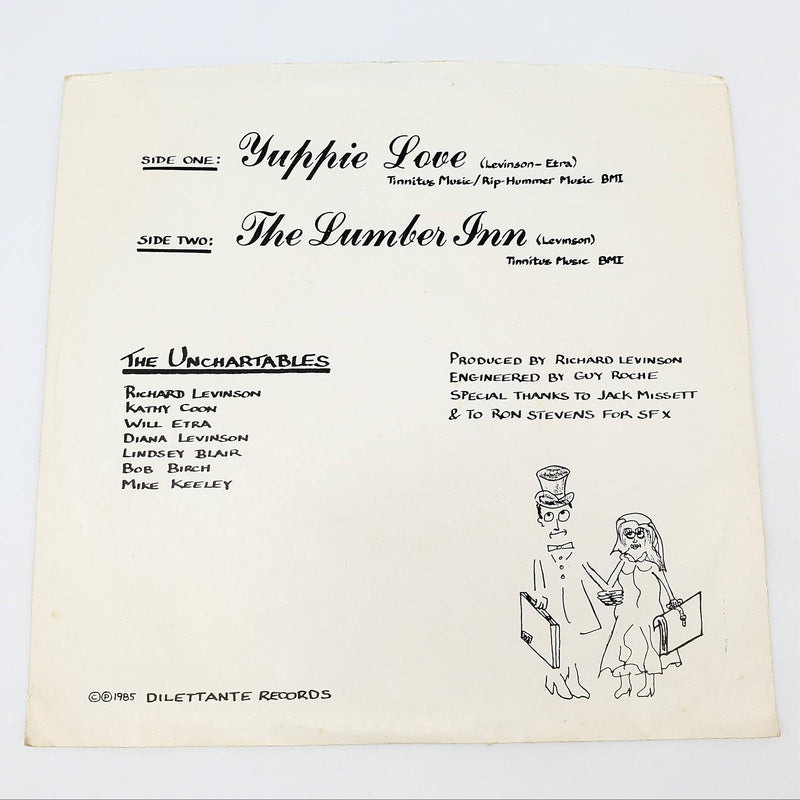 SIDE ONE: Yuppie Love (Levinson-Etra)
Tinnitus Music/Rip-Hummer Music BMI
SIDE TWO: The Lumber Inn (Levinson)
Tinnitus Music BMI
THE UNCHARTABLES
RICHARD LEVINSON
KATHY COON
WILL ETRA
DIANA LEVINSON
LINDSEY BLAIR
BOB BIRCH
MIKE KEELEY
PRODUCED BY RICHARD LEVINSON
ENGINEERED BY GUY ROCHE
SPECIAL THANKS TO JACK MISSETT
& TO RON STEVENS FOR SFX
©℗1985 DILETTANTE RECORDS